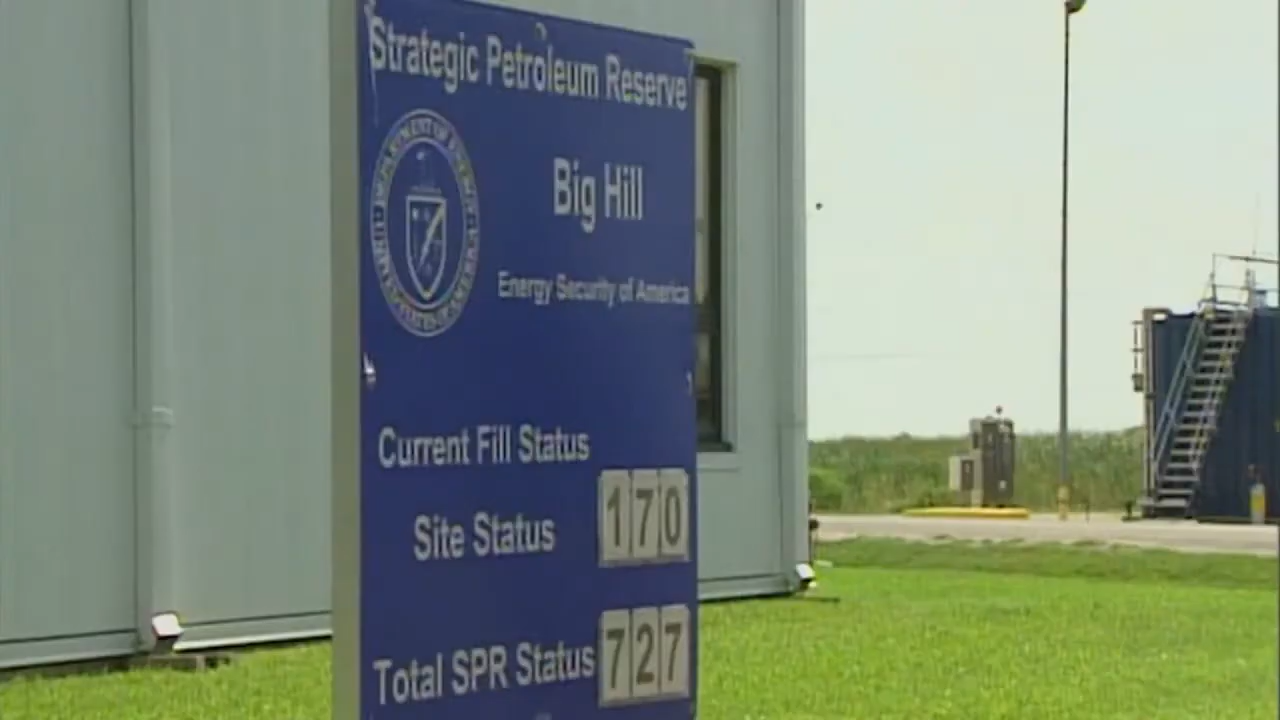 Strategic Petroleum Reserve
Big Hill
Energy Security of America
Current Fill Status
Site Status 170
Total SPR Status 727